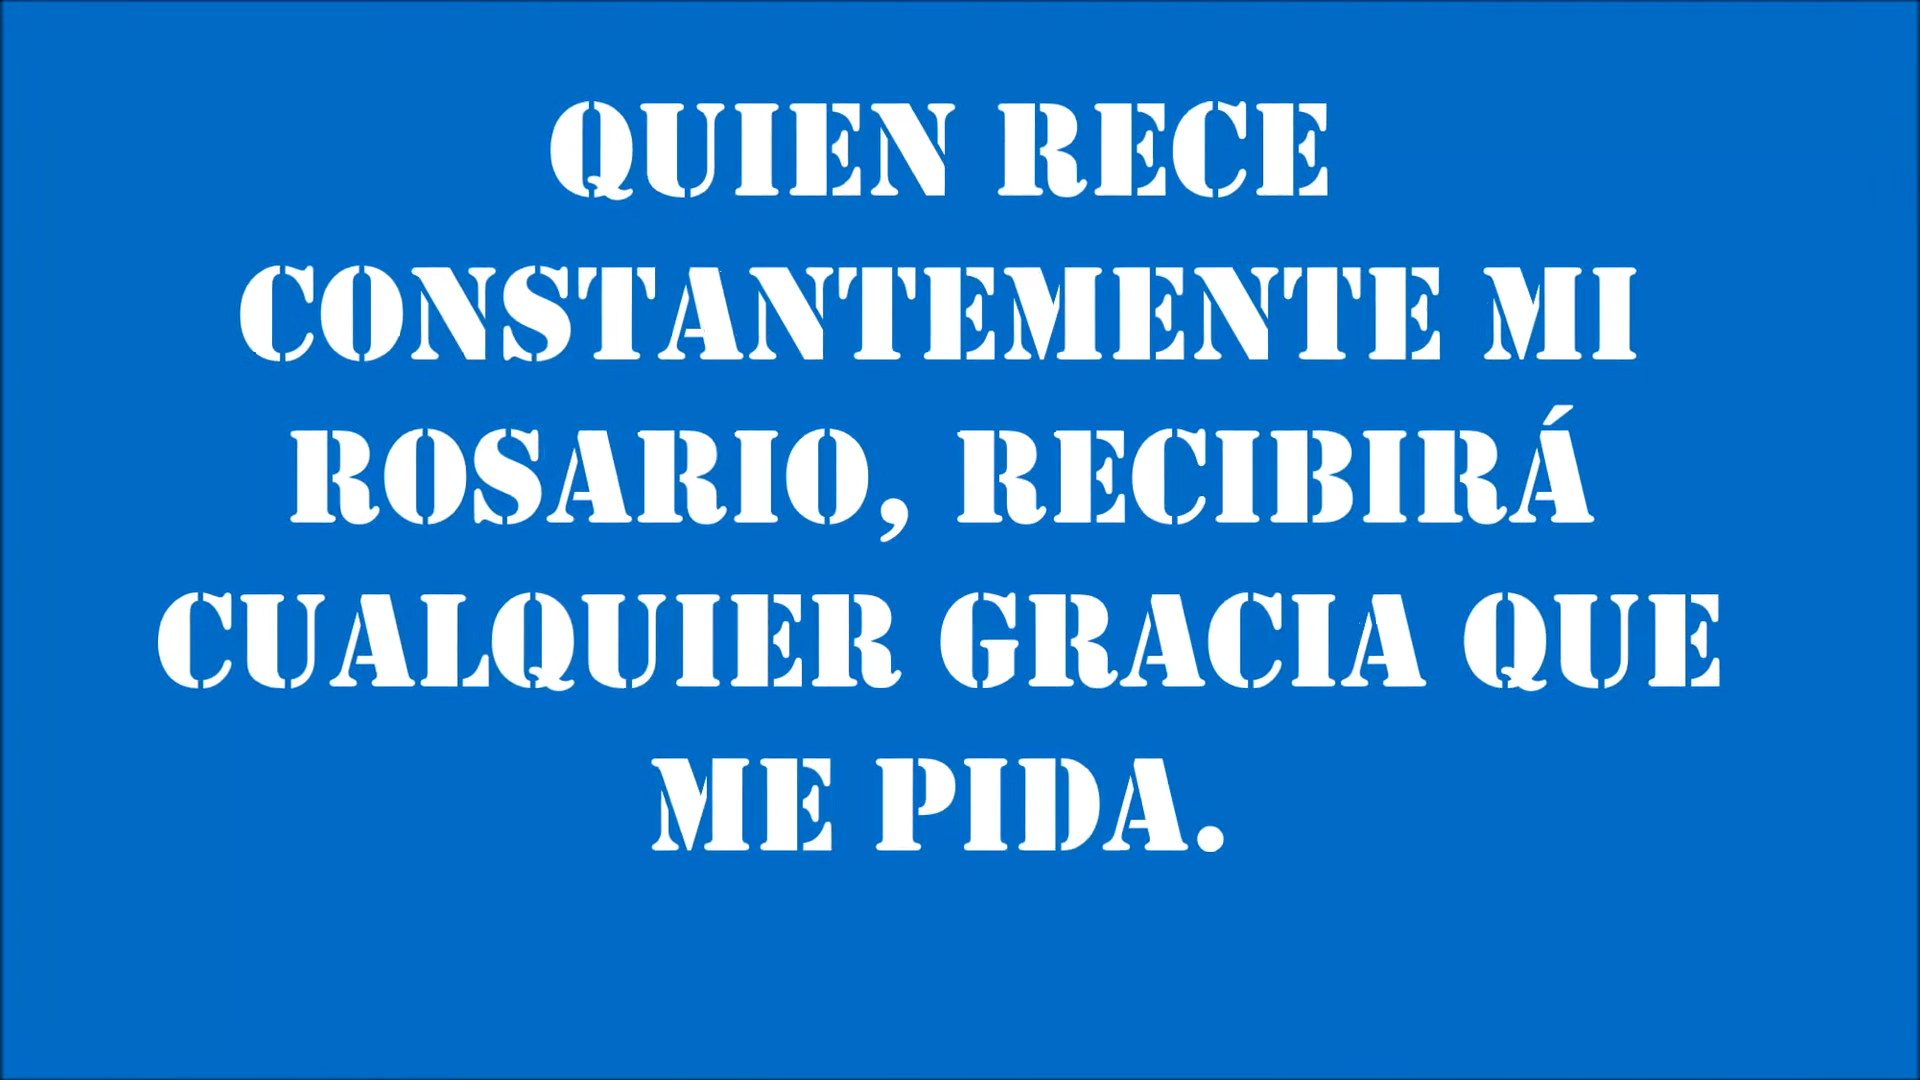 QUIEN RECE
CONSTANTEMENTE MI
ROSARIO, RECIBIRÁ
CUALQUIER GRACIA QUE
ME PIDA.